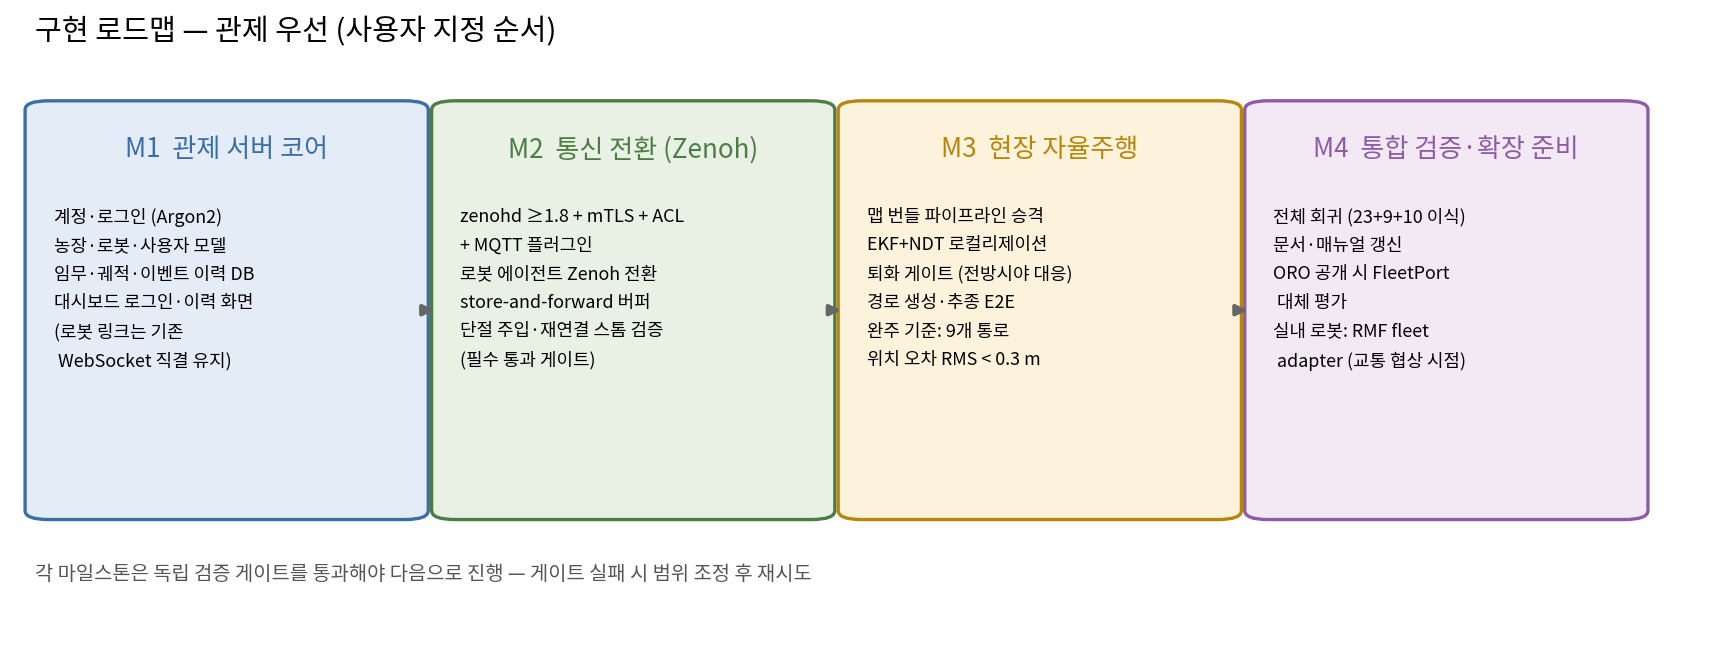 구현 로드맵 — 관제 우선 (사용자 지정 순서)
M1 관제 서버 코어
계정·로그인 (Argon2)
농장·로봇·사용자 모델
임무·궤적·이벤트 이력 DB
대시보드 로그인·이력 화면
(로봇 링크는 기존
WebSocket 직결 유지)
M2 통신 전환 (Zenoh)
zenohd ≥1.8 + mTLS + ACL
+ MQTT 플러그인
로봇 에이전트 Zenoh 전환
store-and-forward 버퍼
단절 주입·재연결 스톰 검증
(필수 통과 게이트)
M3 현장 자율주행
맵 번들 파이프라인 승격
EKF+NDT 로컬리제이션
퇴화 게이트 (전방시야 대응)
경로 생성·추종 E2E
완주 기준: 9개 통로
위치 오차 RMS < 0.3 m
M4 통합 검증·확장 준비
전체 회귀 (23+9+10 이식)
문서·매뉴얼 갱신
ORO 공개 시 FleetPort
대체 평가
실내 로봇: RMF fleet
adapter (교통 협상 시점)
각 마일스톤은 독립 검증 게이트를 통과해야 다음으로 진행 — 게이트 실패 시 범위 조정 후 재시도